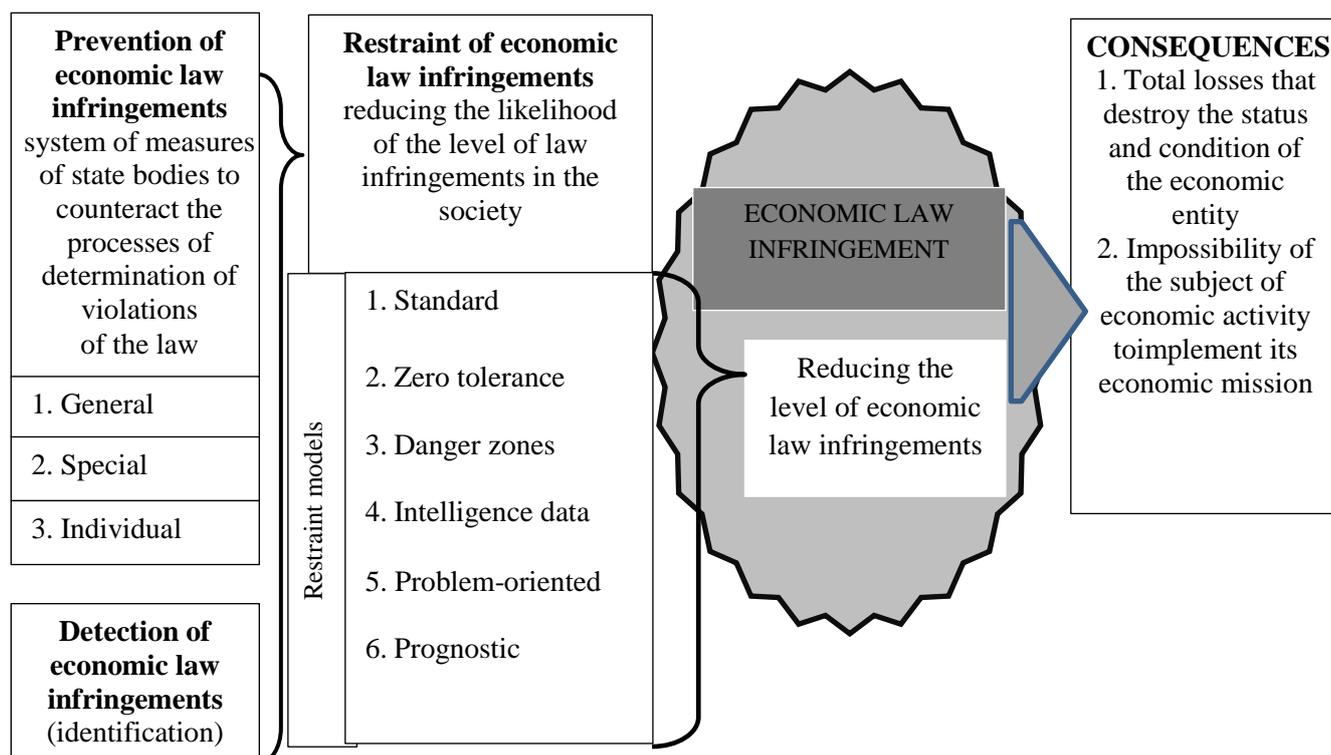 Prevention of
economic law
infringements
system of measures
of state bodies to
counteract the
processes of
determination of
violations
of the law
1. General
2. Special
3. Individual
Detection of
economic law
infringements
(identification)
Restraint of economic
law infringements
reducing the likelihood
of the level of law
infringements in the
society
Restraint models
1. Standard
2. Zero tolerance
3. Danger zones
4. Intelligence data
5. Problem-oriented
6. Prognostic
ECONOMIC LAW
INFRINGEMENT
Reducing the
level of economic
law infringements
CONSEQUENCES
1. Total losses that
destroy the status
and condition of
the economic
entity
2. Impossibility of
the subject of
economic activity
toimplement its
economic mission